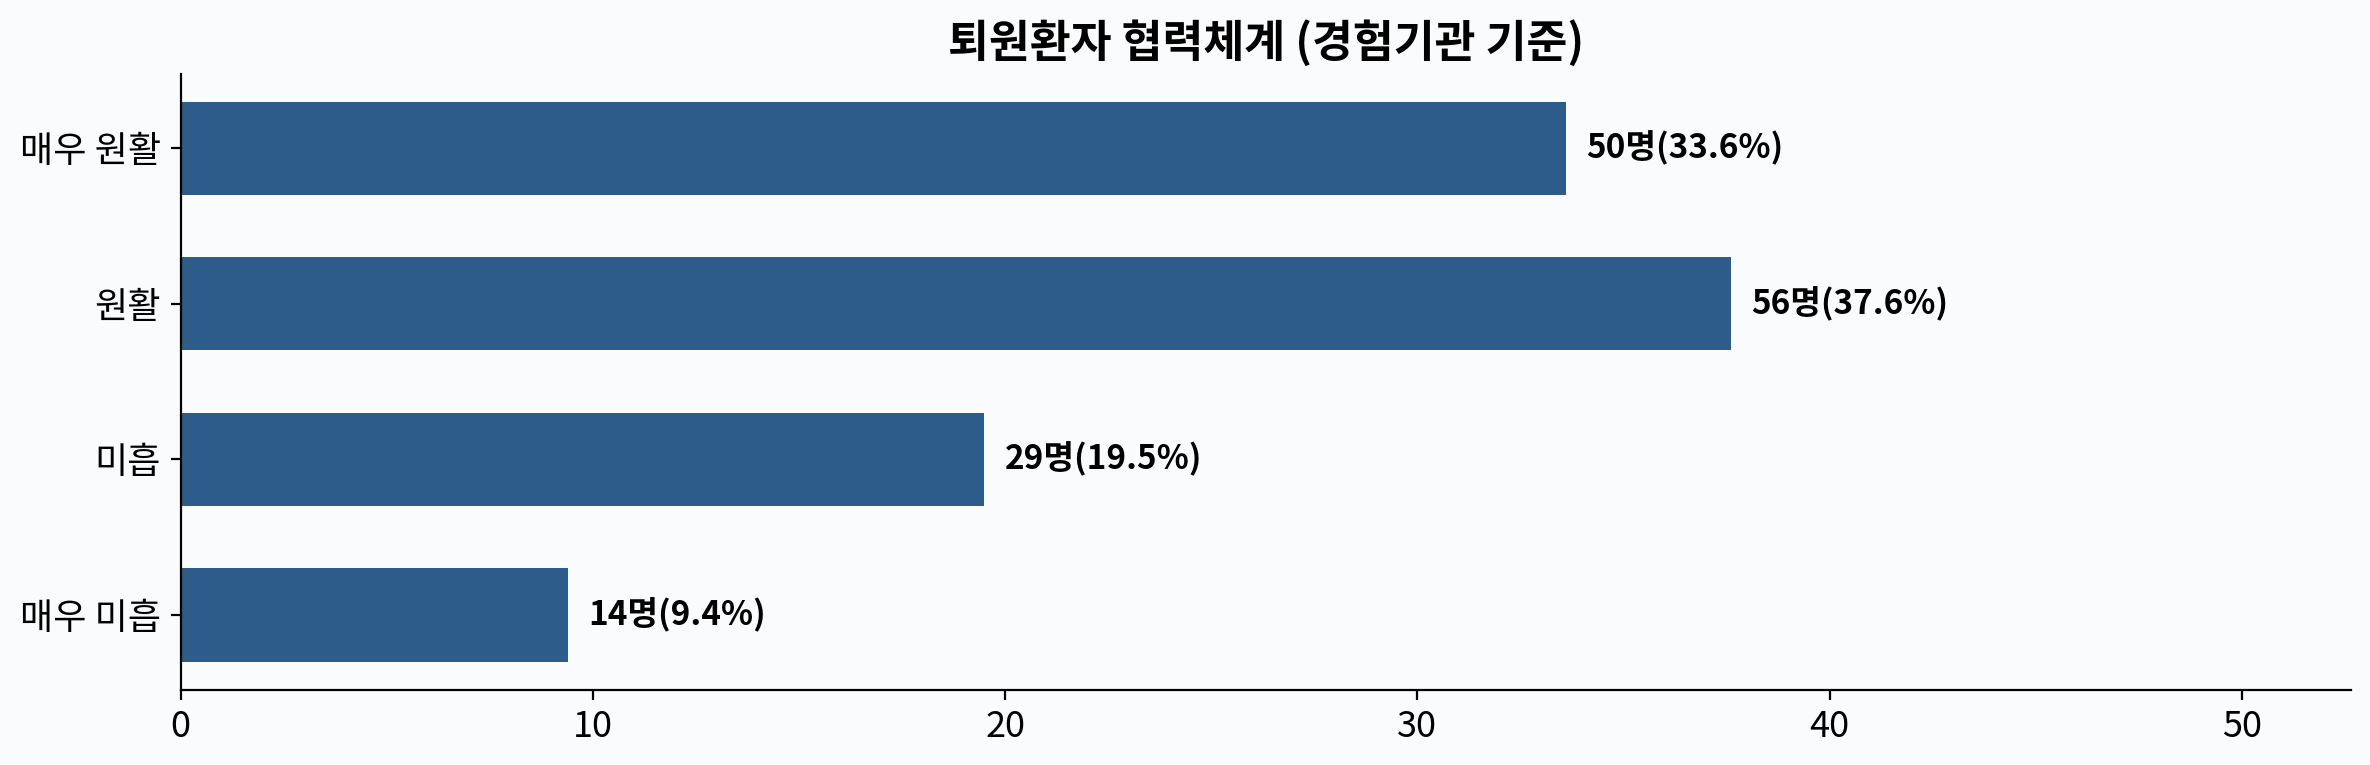 퇴원환자 협력체계 (경험기관 기준)
매우 원활 50명(33.6%)
원활 56명(37.6%)
미흡 29명(19.5%)
매우 미흡 14명(9.4%)
0 10 20 30 40 50